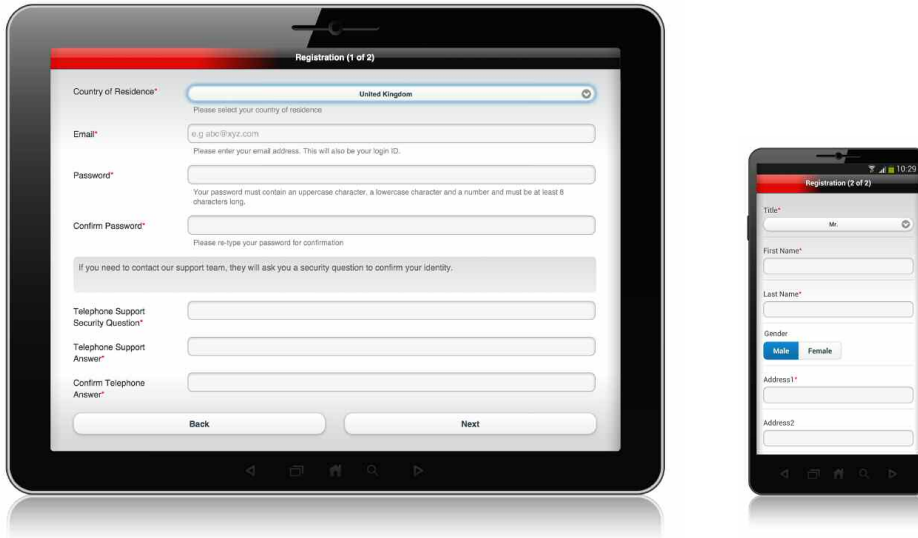 Registration (1 of 2)
Country of Residence*
United Kingdom
Please select your country of residence
Email*
e.g abc@xyz.com
Please enter your email address. This will also be your login ID.
Password*
Your password must contain an uppercase character, a lowercase character and a number and must be at least 8
characters long.
Confirm Password*
Please re-type your password for confirmation
If you need to contact our support team, they will ask you a security question to confirm your identity.
Telephone Support
Security Question*
Telephone Support
Answer*
Confirm Telephone
Answer*
Back
Next
10:29
Registration (2 of 2)
Title*
Mr.
First Name*
Last Name*
Gender
Male
Female
Address1*
Address2